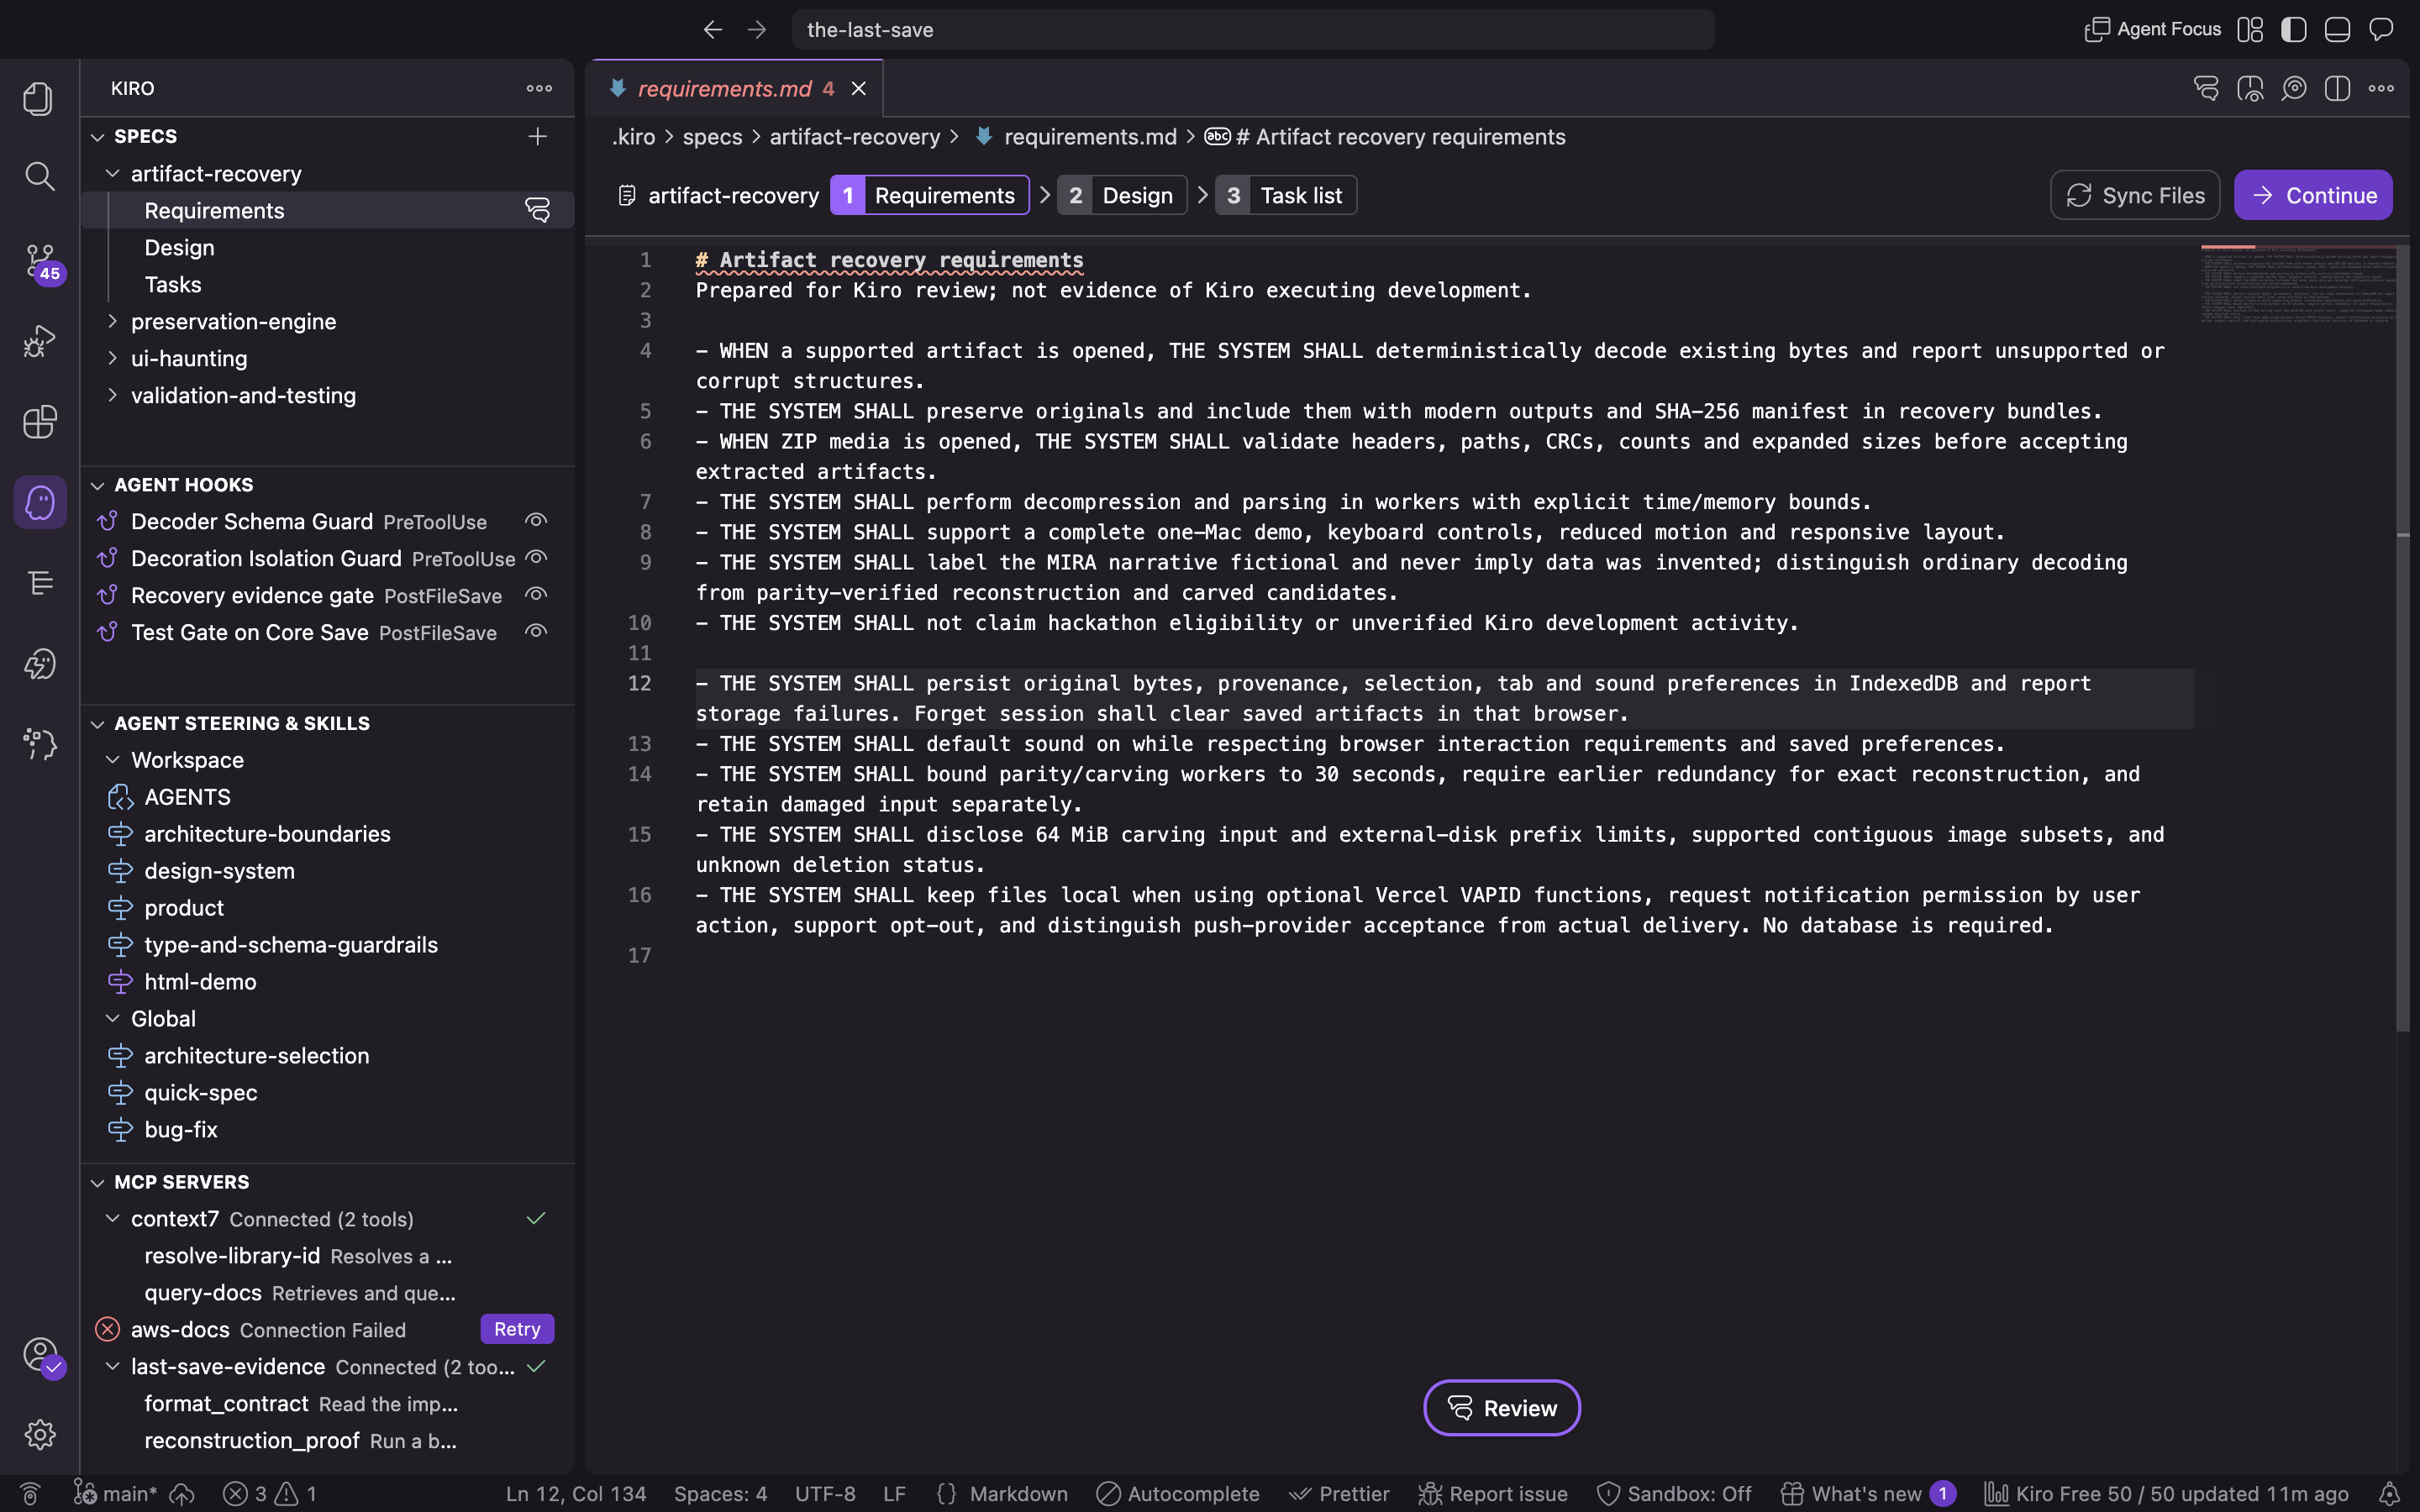 the-last-save
Agent Focus
KIRO
SPECS
artifact-recovery
Requirements
Design
Tasks
preservation-engine
ui-haunting
validation-and-testing
45
AGENT HOOKS
Decoder Schema Guard PreToolUse
Decoration Isolation Guard PreToolUse
Recovery evidence gate PostFileSave
Test Gate on Core Save PostFileSave
AGENT STEERING & SKILLS
Workspace
AGENTS
architecture-boundaries
design-system
product
type-and-schema-guardrails
html-demo
Global
architecture-selection
quick-spec
bug-fix
MCP SERVERS
context7 Connected (2 tools)
resolve-library-id Resolves a ...
query-docs Retrieves and que...
aws-docs Connection Failed Retry
last-save-evidence Connected (2 too...
format_contract Read the imp...
reconstruction_proof Run a b...
requirements.md 4
.kiro > specs > artifact-recovery > requirements.md > abc # Artifact recovery requirements
artifact-recovery 1 Requirements > 2 Design > 3 Task list Sync Files Continue
1 # Artifact recovery requirements
2 Prepared for Kiro review; not evidence of Kiro executing development.
3
4 - WHEN a supported artifact is opened, THE SYSTEM SHALL deterministically decode existing bytes and report unsupported or
corrupt structures.
5 - THE SYSTEM SHALL preserve originals and include them with modern outputs and SHA-256 manifest in recovery bundles.
6 - WHEN ZIP media is opened, THE SYSTEM SHALL validate headers, paths, CRCs, counts and expanded sizes before accepting
extracted artifacts.
7 - THE SYSTEM SHALL perform decompression and parsing in workers with explicit time/memory bounds.
8 - THE SYSTEM SHALL support a complete one-Mac demo, keyboard controls, reduced motion and responsive layout.
9 - THE SYSTEM SHALL label the MIRA narrative fictional and never imply data was invented; distinguish ordinary decoding
from parity-verified reconstruction and carved candidates.
10 - THE SYSTEM SHALL not claim hackathon eligibility or unverified Kiro development activity.
11
12 - THE SYSTEM SHALL persist original bytes, provenance, selection, tab and sound preferences in IndexedDB and report
storage failures. Forget session shall clear saved artifacts in that browser.
13 - THE SYSTEM SHALL default sound on while respecting browser interaction requirements and saved preferences.
14 - THE SYSTEM SHALL bound parity/carving workers to 30 seconds, require earlier redundancy for exact reconstruction, and
retain damaged input separately.
15 - THE SYSTEM SHALL disclose 64 MiB carving input and external-disk prefix limits, supported contiguous image subsets, and
unknown deletion status.
16 - THE SYSTEM SHALL keep files local when using optional Vercel VAPID functions, request notification permission by user
action, support opt-out, and distinguish push-provider acceptance from actual delivery. No database is required.
17
Review
main* 3 1 Ln 12, Col 134 Spaces: 4 UTF-8 LF {} Markdown Autocomplete Prettier Report issue Sandbox: Off What's new 1 Kiro Free 50 / 50 updated 11m ago